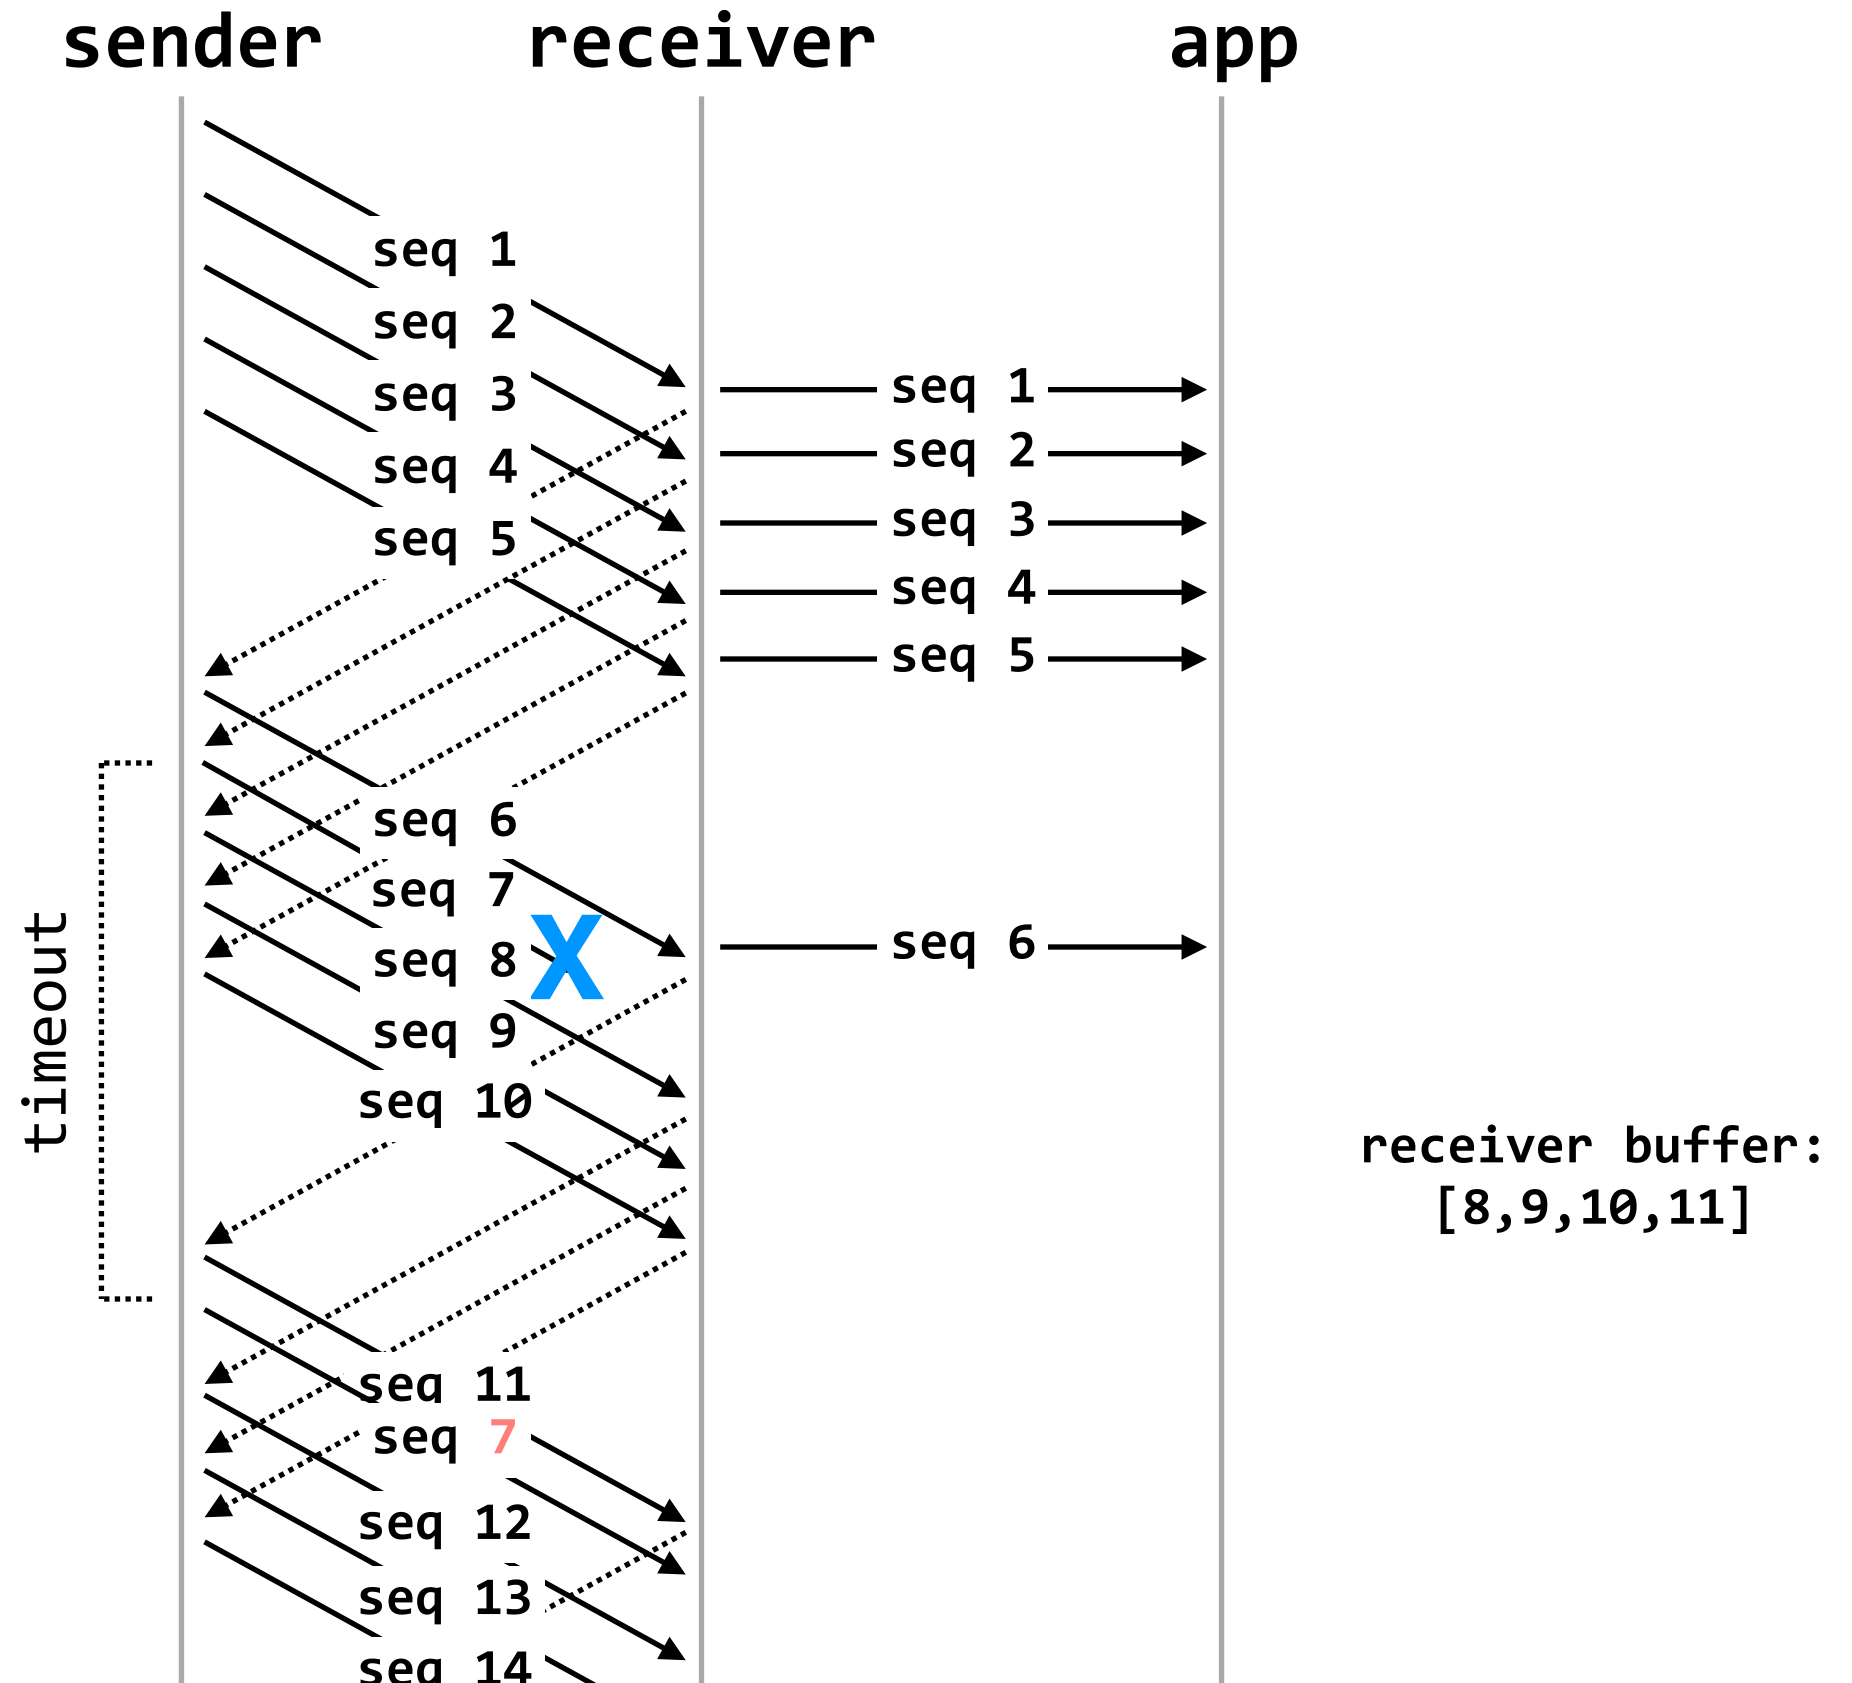 sender receiver app
seq 1
seq 2
seq 3
seq 4
seq 5
seq 1
seq 2
seq 3
seq 4
seq 5
timeout
seq 6
seq 7
seq 8
X
seq 9
seq 10
seq 6
receiver buffer:
[8,9,10,11]
seq 11
seq 7
seq 12
seq 13
seq 14